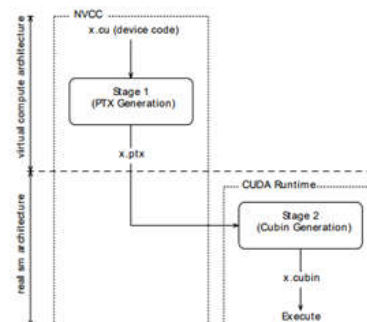 NVCC
x.cu (device code)
Stage 1
(PTX Generation)
x.ptx
virtual compute architecture
real sm architecture
CUDA Runtime
Stage 2
(Cubin Generation)
x.cubin
Execute